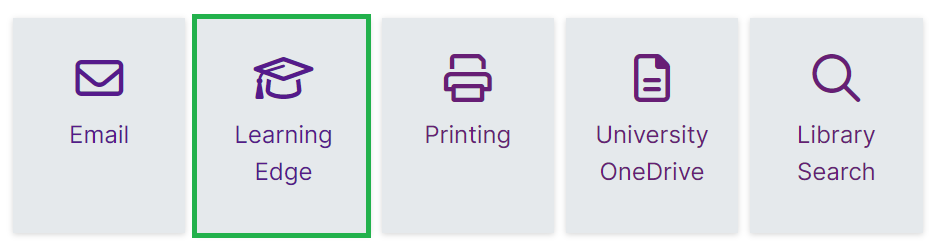 Email
Learning
Edge
Printing
University
OneDrive
Library
Search